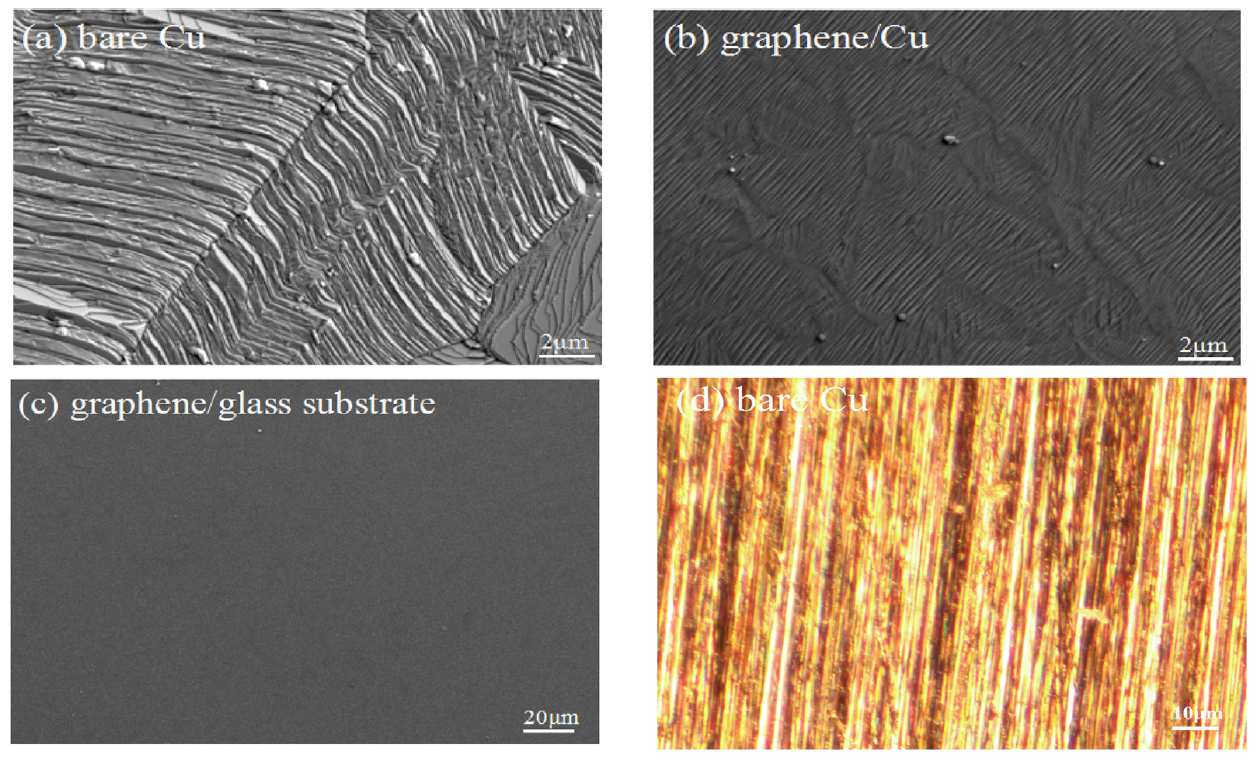 (a) bare Cu
2μm
(b) graphene/Cu
2μm
(c) graphene/glass substrate
20μm
(d) bare Cu
10μm